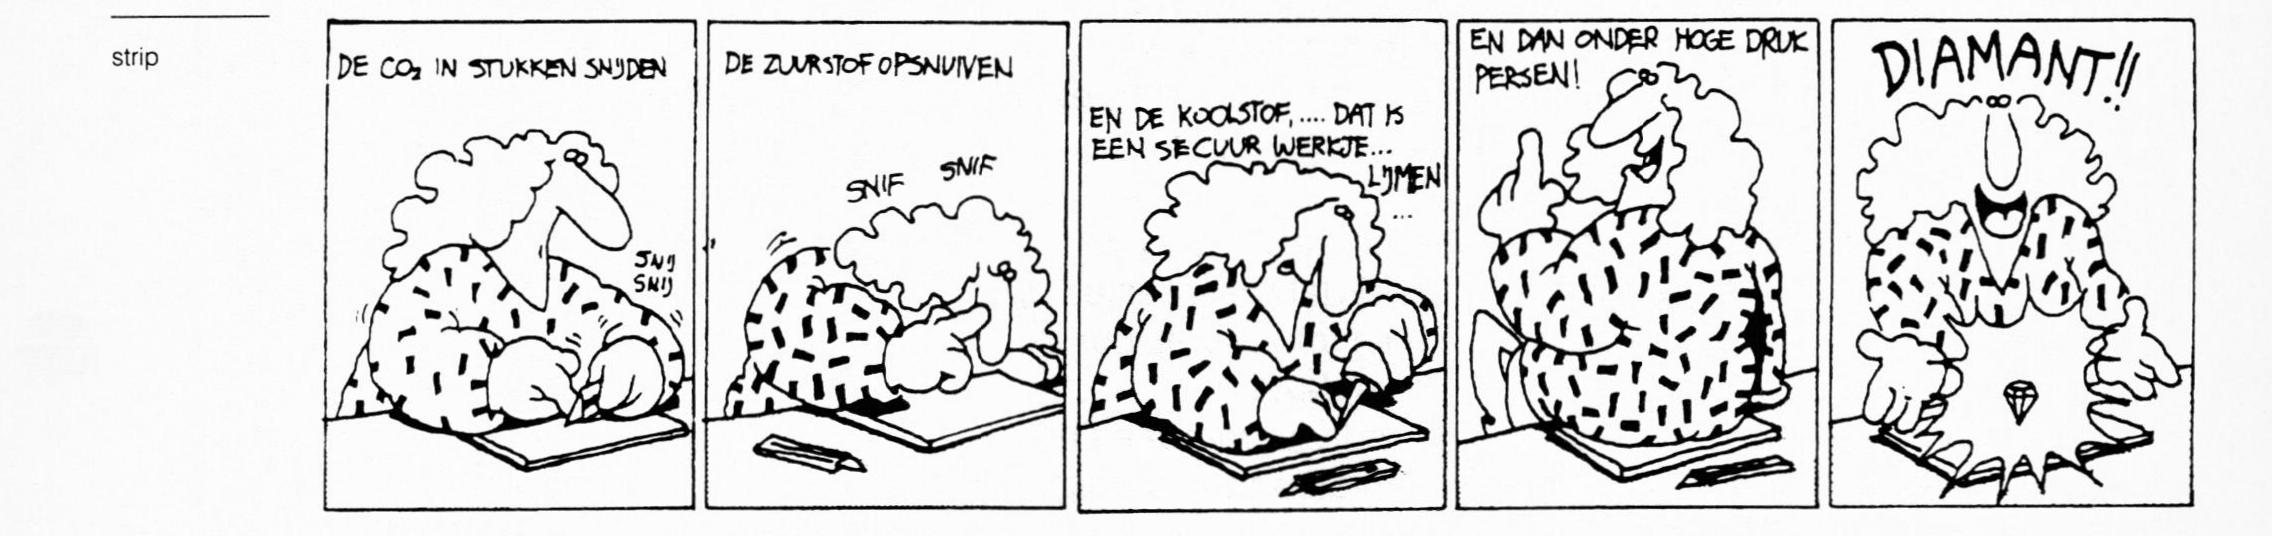 strip
DE CO₂ IN STUKKEN SNIJDEN
SNIJ
SNIJ
DE ZUURSTOF OPSNUIVEN
SNIF
SNIF
EN DE KOOLSTOF,.... DAT IS
EEN SECUUR WERKJE...
LIJMEN
...
EN DAN ONDER HOGE DRUK
PERSEN!
DIAMANT!!